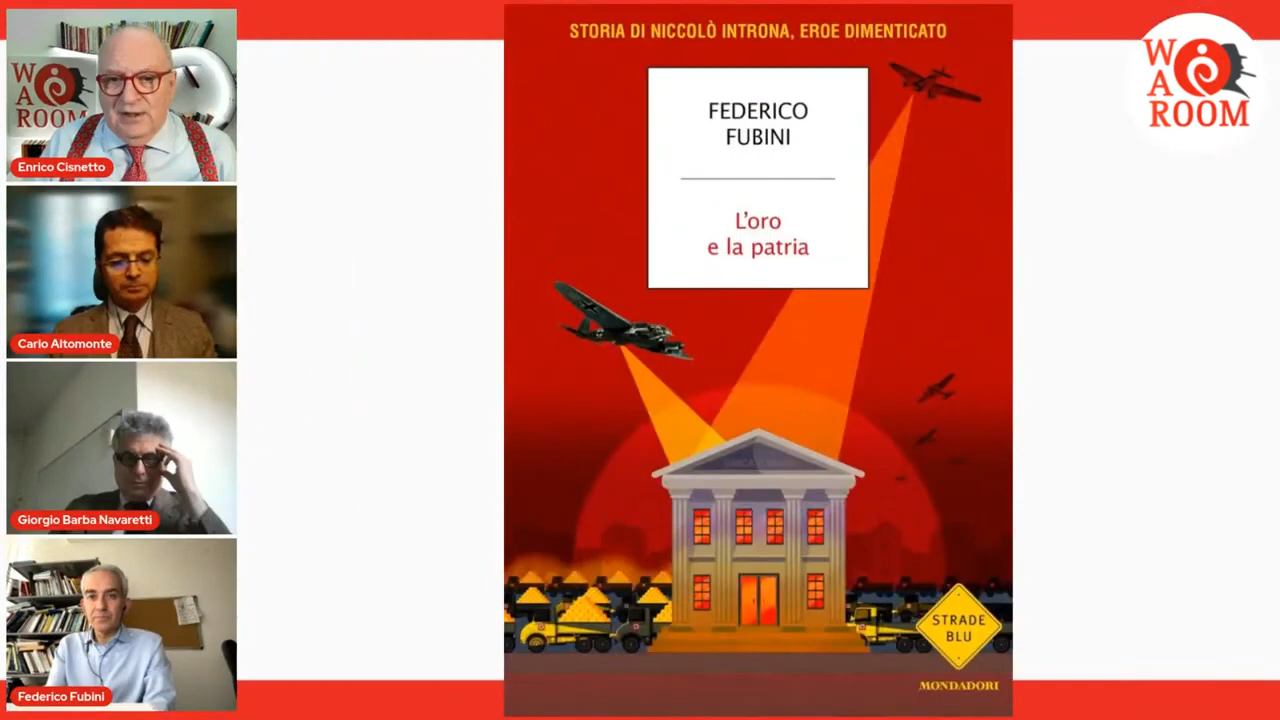 W
A
ROOM
Enrico Cisnetto
Carlo Altomonte
Giorgio Barba Navaretti
Federico Fubini
STORIA DI NICCOLÒ INTRONA, EROE DIMENTICATO
FEDERICO
FUBINI
L'oro
e la patria
STRADE
BLU
MONDADORI
W
A
ROOM